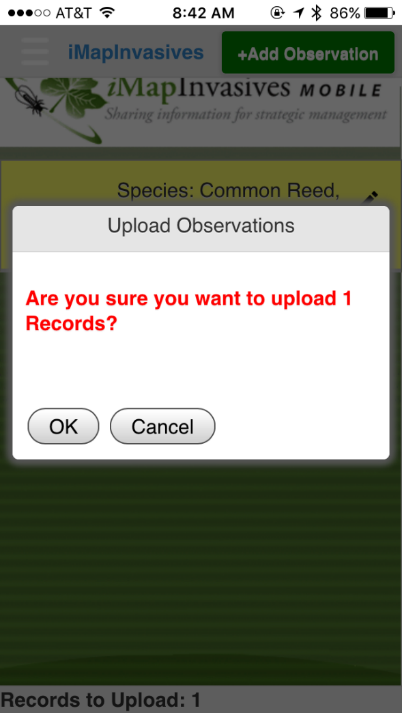 AT&T 8:42 AM 86%
iMapInvasives +Add Observation
iMapInvasives MOBILE
Sharing information for strategic management
Species: Common Reed,
Upload Observations
Are you sure you want to upload 1
Records?
OK Cancel
Records to Upload: 1